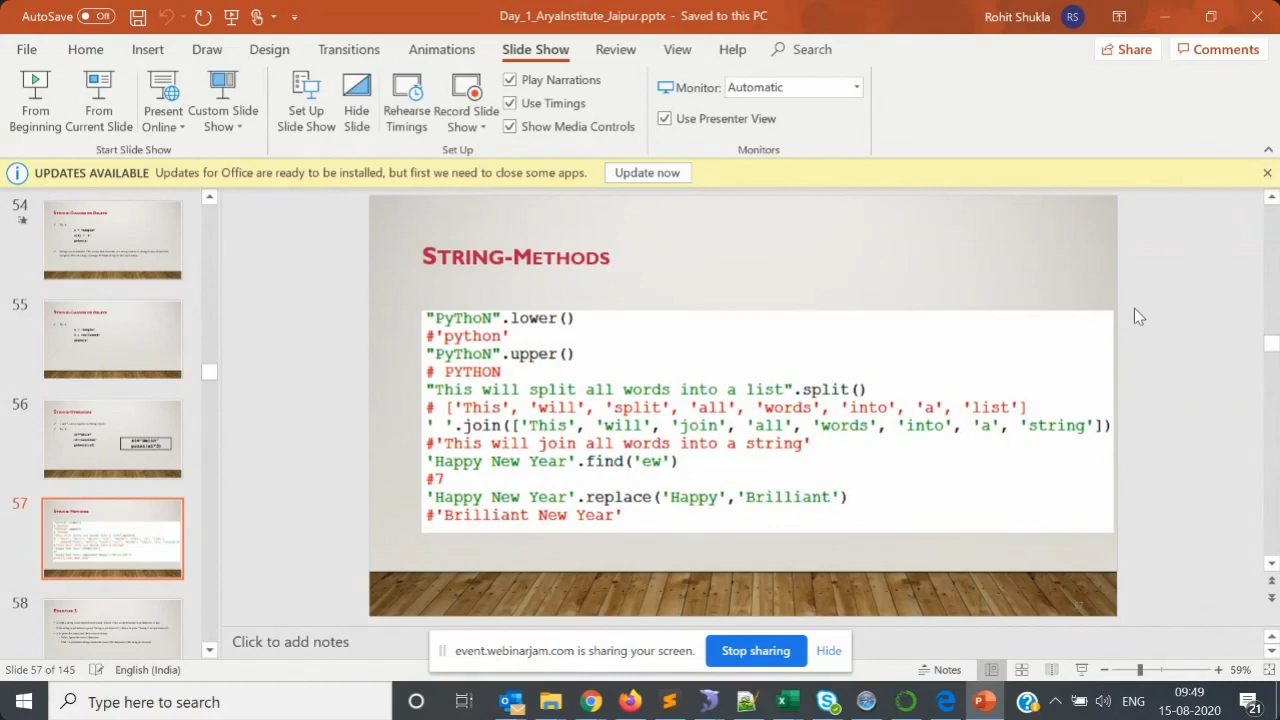 AutoSave Off Day_1_AryaInstitute_Jaipur.pptx - Saved to this PC Rohit Shukla RS
File Home Insert Draw Design Transitions Animations Slide Show Review View Help Search Share Comments
From Beginning
From Current Slide
Present Online
Custom Slide Show
Start Slide Show
Set Up Slide Show
Hide Slide
Rehearse Timings
Record Slide Show
Play Narrations
Use Timings
Show Media Controls
Set Up
Monitor: Automatic
Use Presenter View
Monitors
UPDATES AVAILABLE Updates for Office are ready to be installed, but first we need to close some apps. Update now
54
55
56
57
58
STRING-METHODS
"PyThoN".lower()
#'python'
"PyThoN".upper()
# PYTHON
"This will split all words into a list".split()
# ['This', 'will', 'split', 'all', 'words', 'into', 'a', 'list']
' '.join(['This', 'will', 'join', 'all', 'words', 'into', 'a', 'string'])
#'This will join all words into a string'
'Happy New Year'.find('ew')
#7
'Happy New Year'.replace('Happy','Brilliant')
#'Brilliant New Year'
Click to add notes
event.webinarjam.com is sharing your screen. Stop sharing Hide
Slide 57 of 145 English (India) Notes 59%
Type here to search ENG 09:49
15-08-2020 21